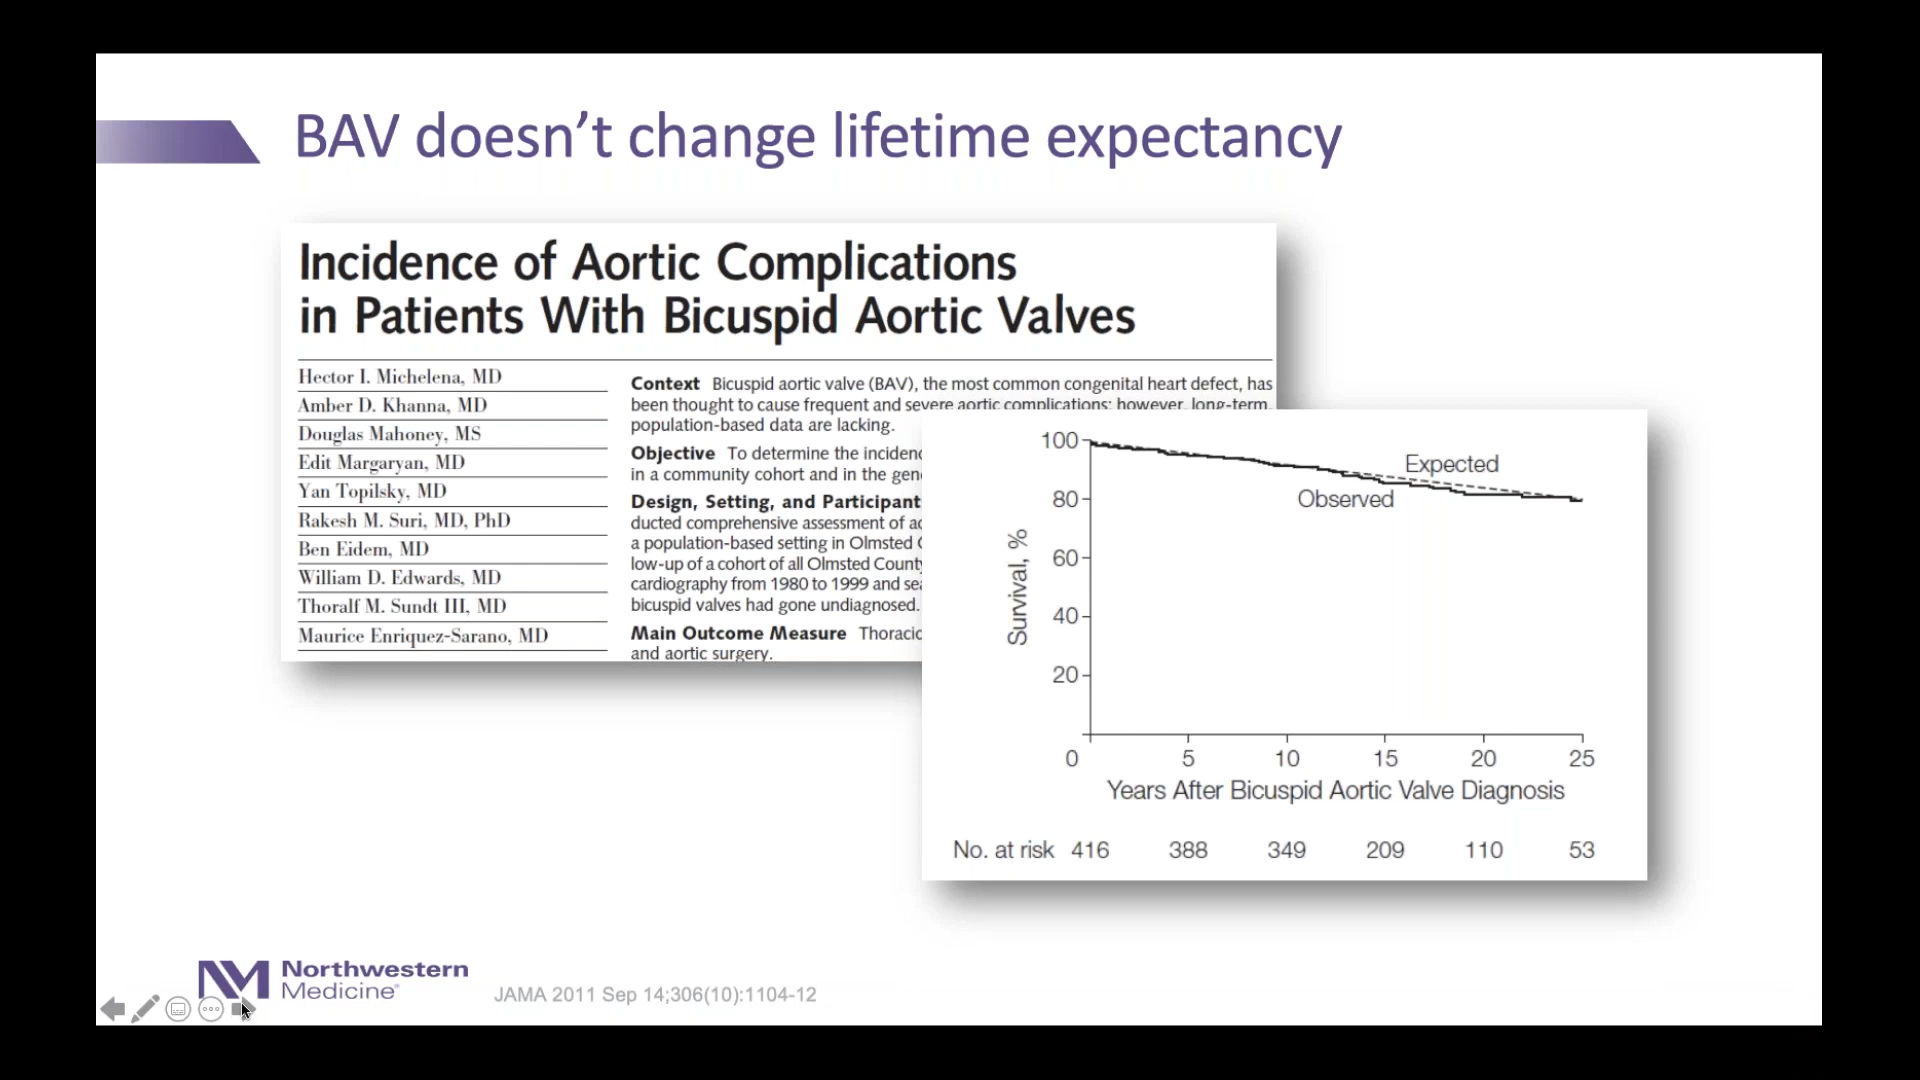 BAV doesn’t change lifetime expectancy
Incidence of Aortic Complications
in Patients With Bicuspid Aortic Valves
Hector I. Michelena, MD
Amber D. Khanna, MD
Douglas Mahoney, MS
Edit Margaryan, MD
Yan Topilsky, MD
Rakesh M. Suri, MD, PhD
Ben Eidem, MD
William D. Edwards, MD
Thoralf M. Sundt III, MD
Maurice Enriquez-Sarano, MD
Context Bicuspid aortic valve (BAV), the most common congenital heart defect, has
been thought to cause frequent and severe aortic complications; however, long-term,
population-based data are lacking.
Objective To determine the
in a community cohort and in the
Design, Setting, and Participant
ducted comprehensive assessment of
a population-based setting in Olmsted
low-up of a cohort of all Olmsted County
cardiography from 1980 to 1999 and
bicuspid valves had gone undiagnosed.
Main Outcome Measure
and aortic surgery.
100
80
60
40
20
Survival, %
Expected
Observed
0 5 10 15 20 25
Years After Bicuspid Aortic Valve Diagnosis
No. at risk 416 388 349 209 110 53
NM Northwestern
Medicine®
JAMA 2011 Sep 14;306(10):1104-12